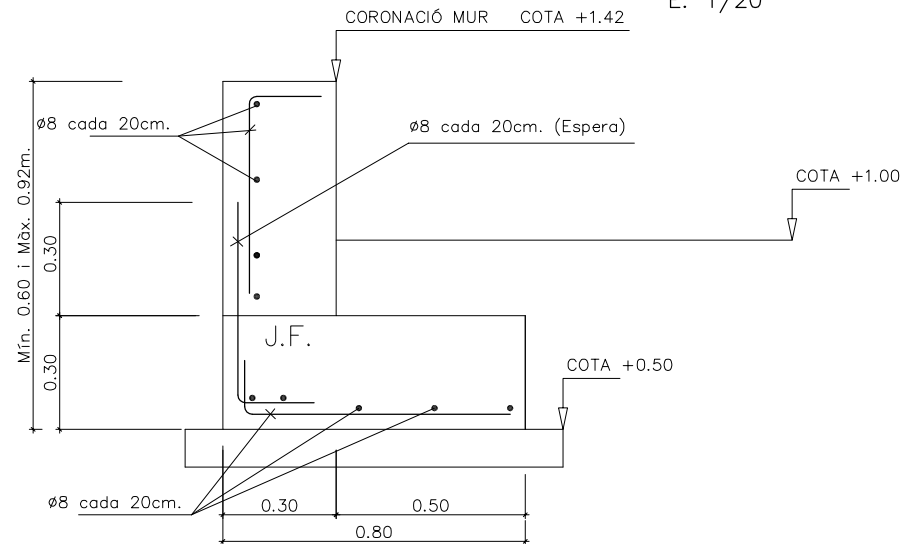 E: 1/20
CORONACIÓ MUR COTA +1.42
ø8 cada 20cm.
ø8 cada 20cm. (Espera)
COTA +1.00
Mín. 0.60 i Màx. 0.92m.
0.30
J.F.
0.30
COTA +0.50
ø8 cada 20cm.
0.30
0.50
0.80